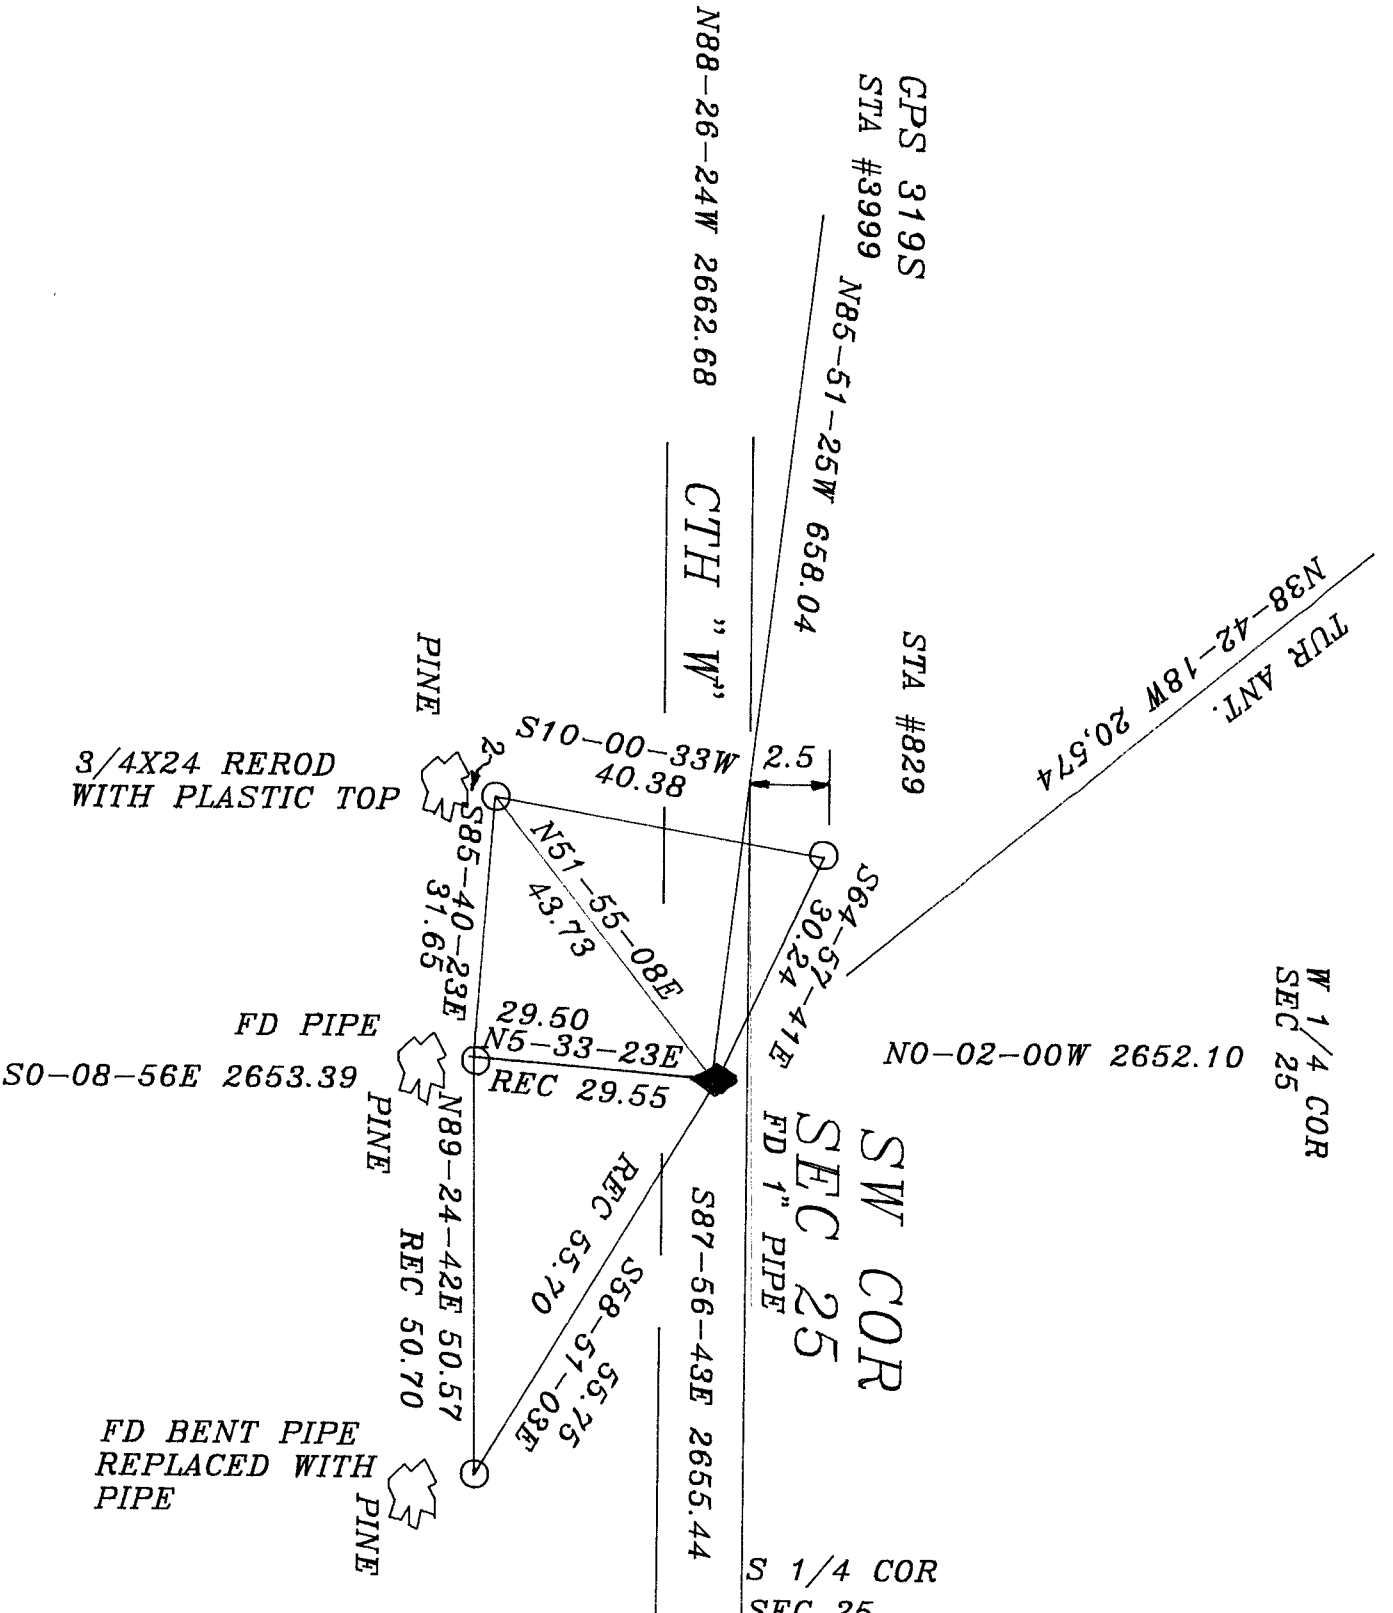 N88-26-24W 2662.68
GPS 319S
STA #3999
N85-51-25W 658.04
CTH "W"
STA #829
N38-42-18W 20,574
TUR ANT.
PINE
2
S10-00-33W
40.38
2.5
3/4X24 REROD
WITH PLASTIC TOP
S85-40-23E
31.65
N51-55-08E
43.73
S64-57-41E
30.24
FD PIPE
S0-08-56E 2653.39
PINE
29.50
N5-33-23E
REC 29.55
N0-02-00W 2652.10
W 1/4 COR
SEC 25
SW COR
SEC 25
FD 1" PIPE
N89-24-42E 50.57
REC 50.70
REC 55.70
S58-51-03E
55.75
S87-56-43E 2655.44
FD BENT PIPE
REPLACED WITH
PIPE
PINE
S 1/4 COR
SEC 25